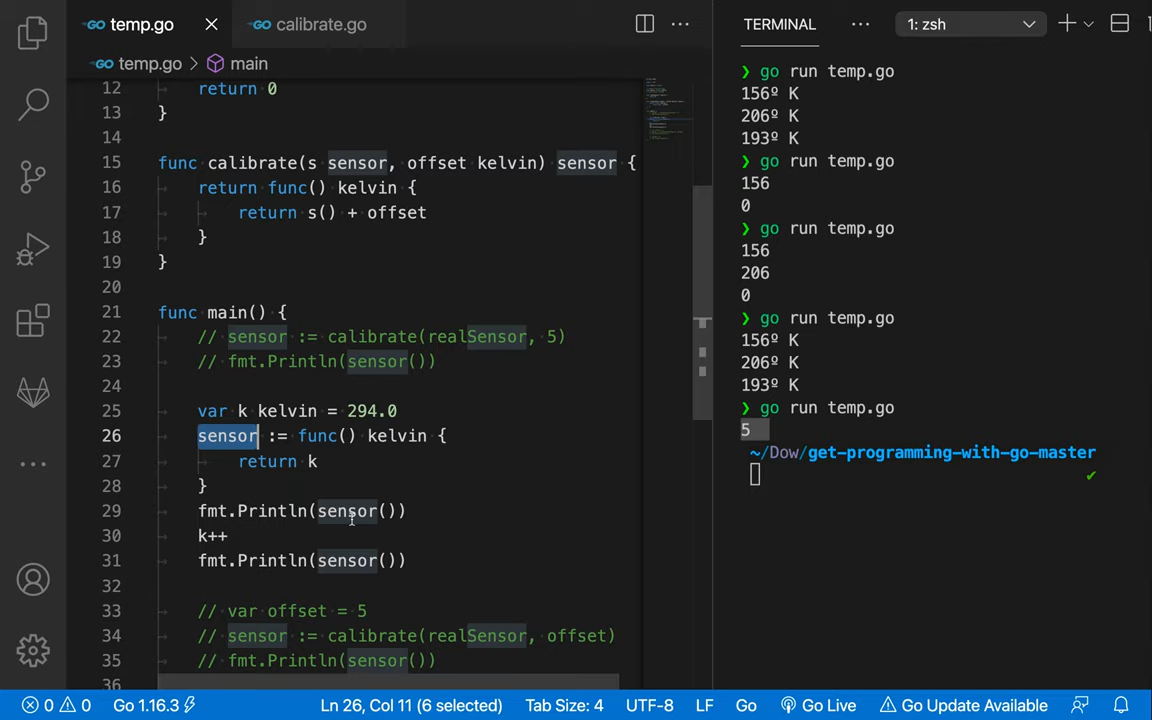 temp.go
calibrate.go
temp.go > main
12 return 0
13 }
14
15 func calibrate(s sensor, offset kelvin) sensor {
16 return func() kelvin {
17 return s() + offset
18 }
19 }
20
21 func main() {
22 // sensor := calibrate(realSensor, 5)
23 // fmt.Println(sensor())
24
25 var k kelvin = 294.0
26 sensor := func() kelvin {
27 return k
28 }
29 fmt.Println(sensor())
30 k++
31 fmt.Println(sensor())
32
33 // var offset = 5
34 // sensor := calibrate(realSensor, offset)
35 // fmt.Println(sensor())
36
TERMINAL
1: zsh
❯ go run temp.go
156º K
206º K
193º K
❯ go run temp.go
156
0
❯ go run temp.go
156
206
0
❯ go run temp.go
156º K
206º K
193º K
❯ go run temp.go
5
~/Dow/get-programming-with-go-master
✔
0 0 Go 1.16.3 Ln 26, Col 11 (6 selected) Tab Size: 4 UTF-8 LF Go Go Live Go Update Available